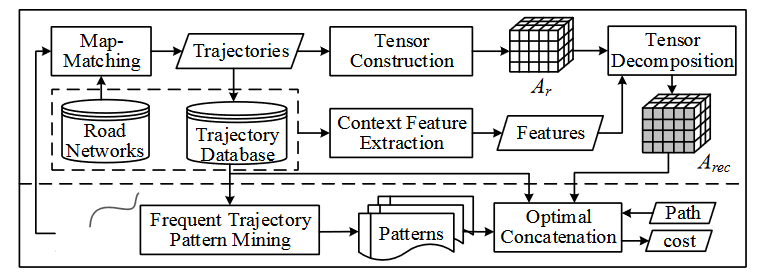 Map-
Matching
Trajectories
Tensor
Construction
A_r
Tensor
Decomposition
Road
Networks
Trajectory
Database
Context Feature
Extraction
Features
A_rec
Frequent Trajectory
Pattern Mining
Patterns
Optimal
Concatenation
Path
cost